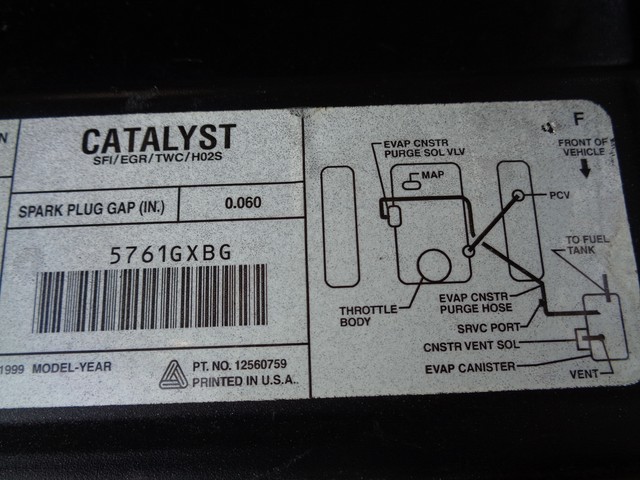 N
CATALYST
SFI/EGR/TWC/H02S
SPARK PLUG GAP (IN.) 0.060
5761GXBG
1999 MODEL-YEAR
PT. NO. 12560759
PRINTED IN U.S.A..
F
FRONT OF
VEHICLE
EVAP CNSTR
PURGE SOL VLV
MAP
PCV
TO FUEL
TANK
THROTTLE
BODY
EVAP CNSTR
PURGE HOSE
SRVC PORT
CNSTR VENT SOL
EVAP CANISTER
VENT